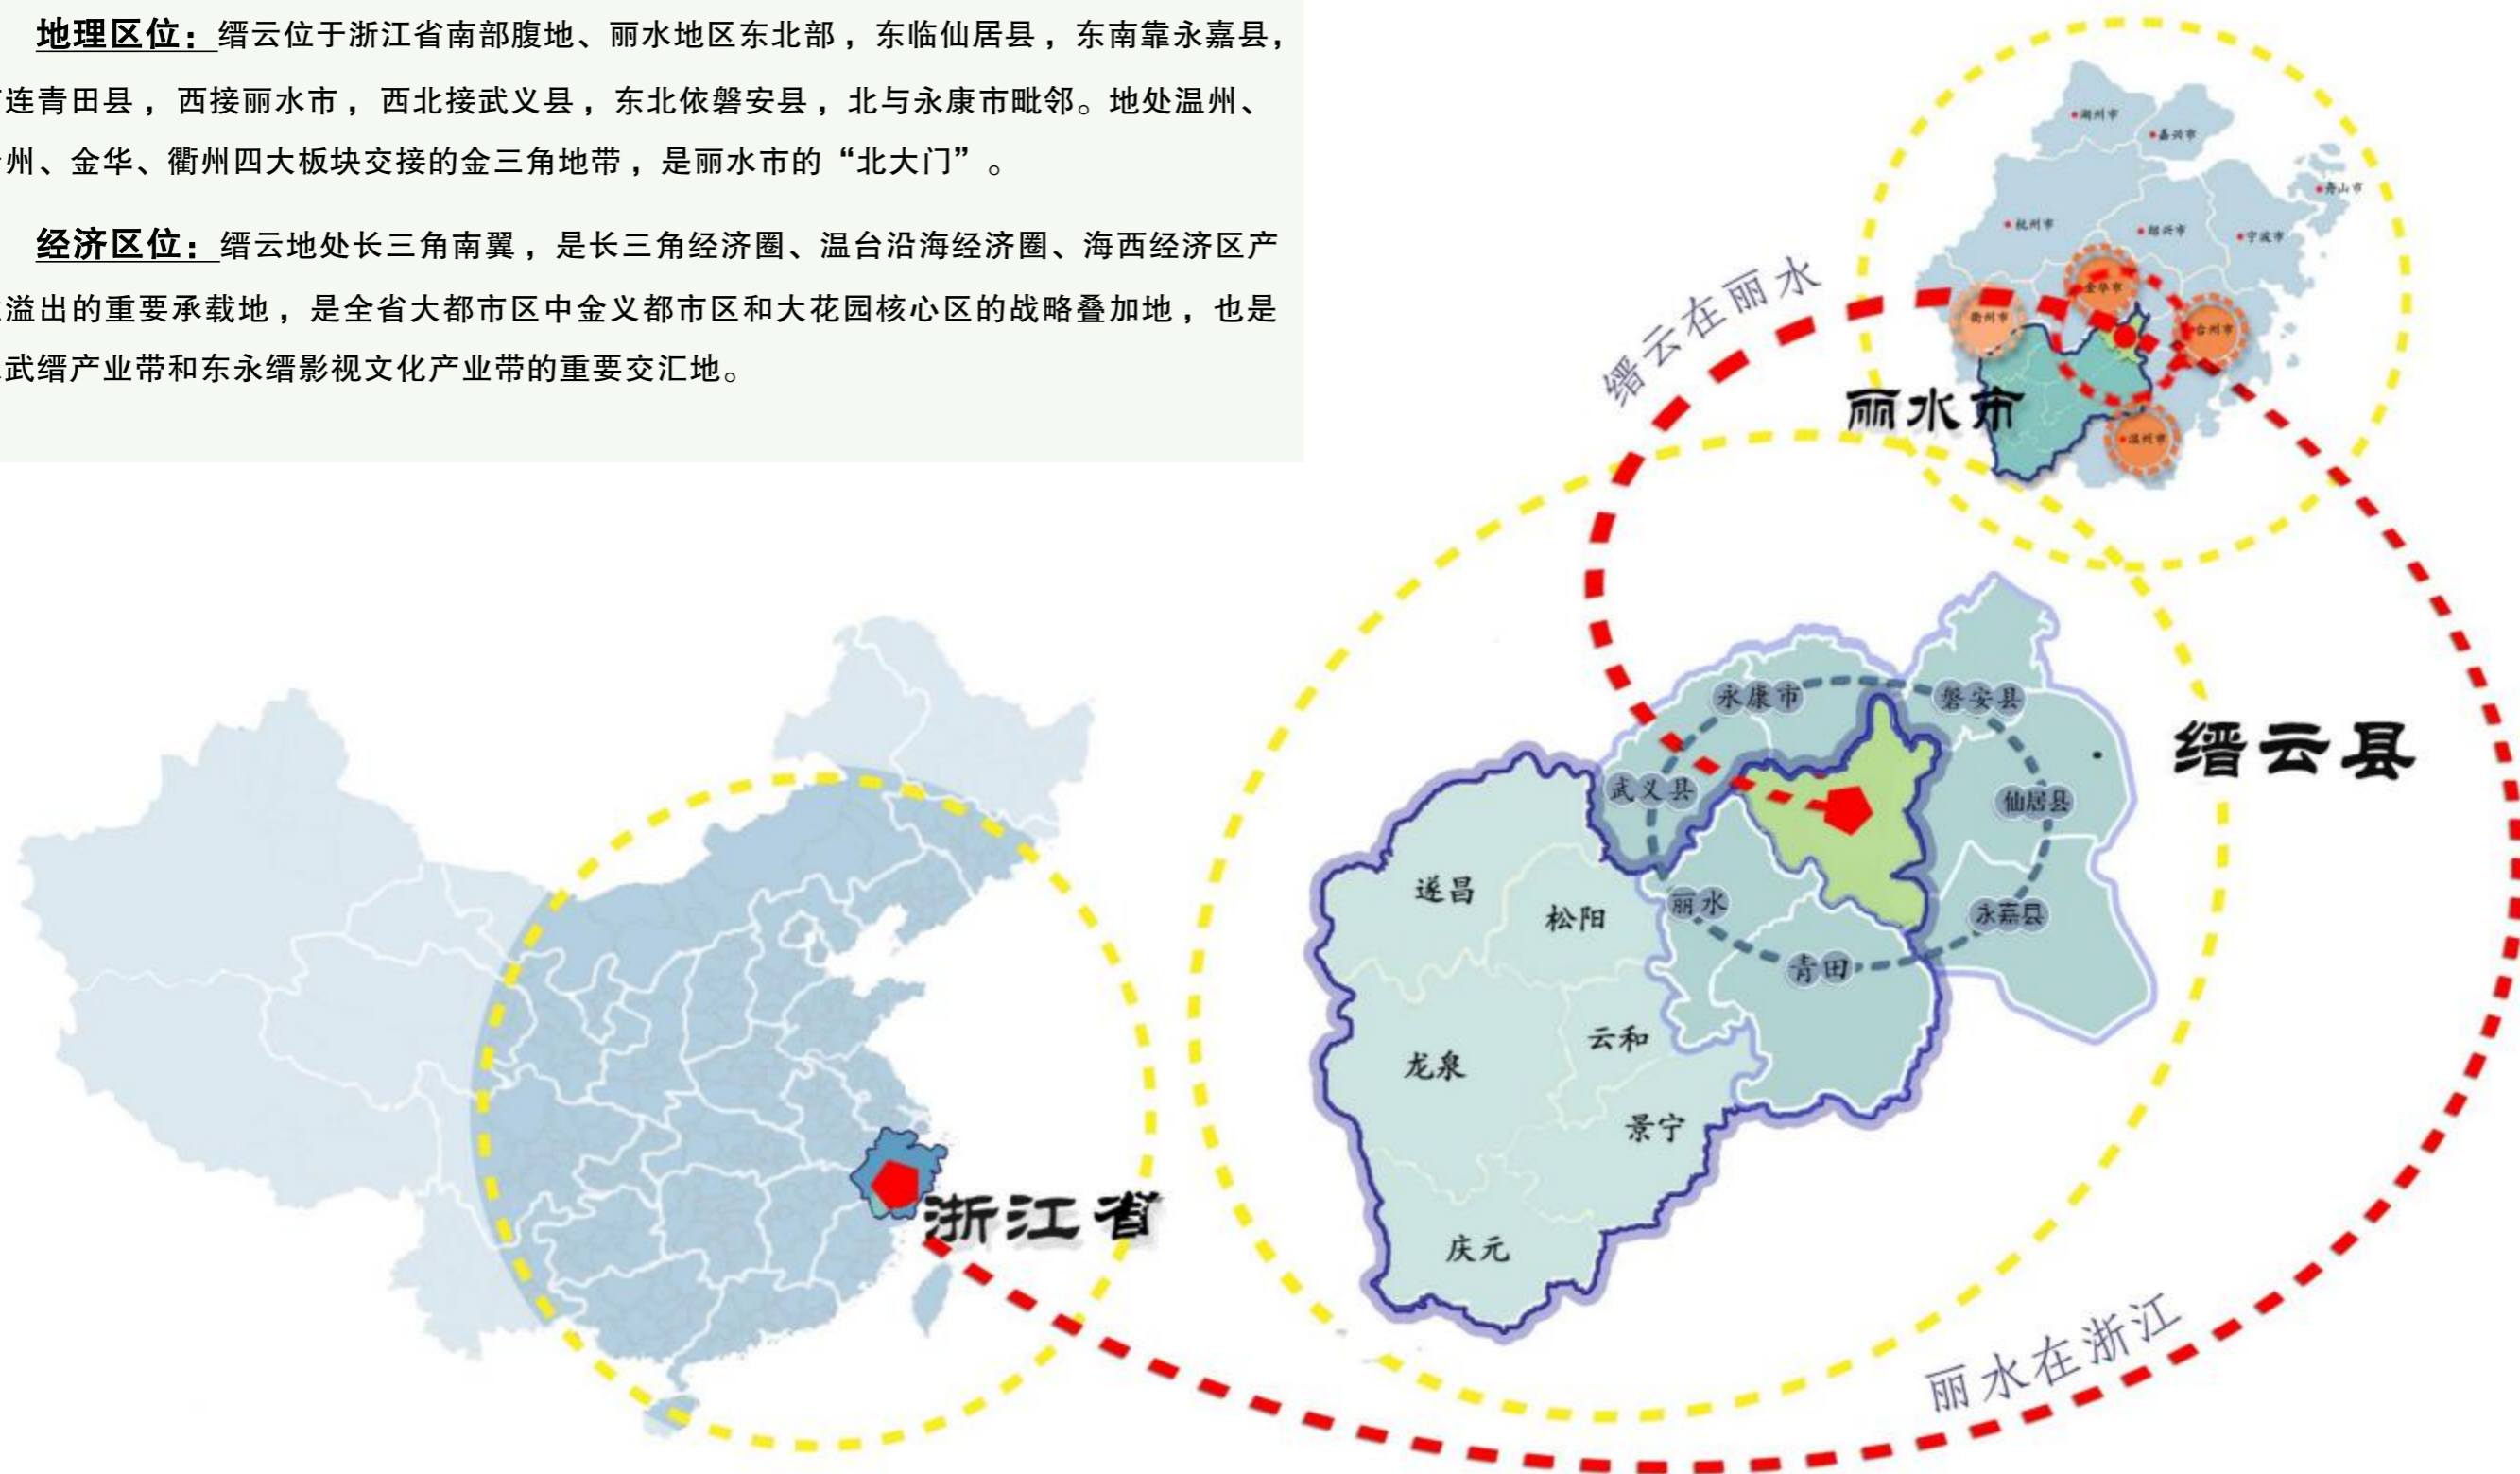 地理区位：缙云位于浙江省南部腹地、丽水地区东北部，东临仙居县，东南靠永嘉县，
连青田县，西接丽水市，西北接武义县，东北依磐安县，北与永康市毗邻。地处温州、
州、金华、衢州四大板块交接的金三角地带，是丽水市的“北大门”。
经济区位：缙云地处长三角南翼，是长三角经济圈、温台沿海经济圈、海西经济区产
溢出的重要承载地，是全省大都市区中金义都市区和大花园核心区的战略叠加地，也是
武缙产业带和东永缙影视文化产业带的重要交汇地。
湖州市
嘉兴市
舟山市
杭州市
绍兴市
宁波市
金华市
衢州市
台州市
温州市
丽水市
缙云在丽水
缙云县
永康市
磐安县
武义县
仙居县
遂昌
松阳
丽水
永嘉县
青田
云和
龙泉
景宁
庆元
浙江省
丽水在浙江